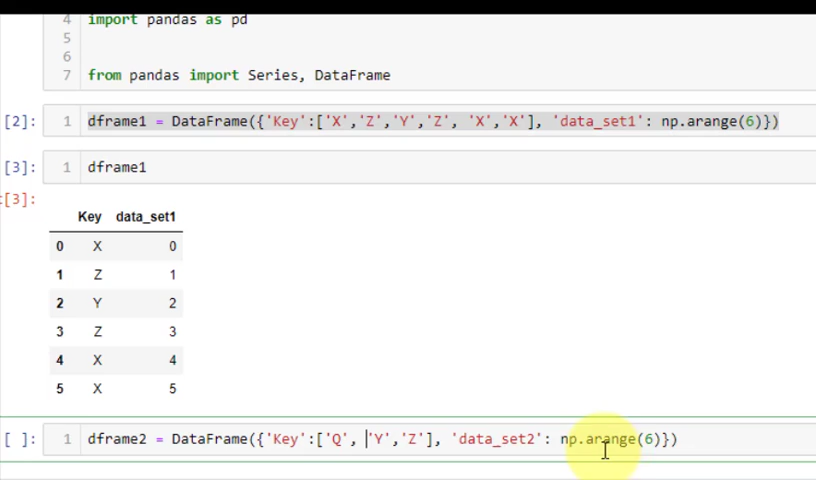 4 import pandas as pd
5
6
7 from pandas import Series, DataFrame
[2]: 1 dframe1 = DataFrame({'Key':['X','Z','Y','Z', 'X','X'], 'data_set1': np.arange(6)})
[3]: 1 dframe1
t[3]:
Key data_set1
0 X 0
1 Z 1
2 Y 2
3 Z 3
4 X 4
5 X 5
[ ]: 1 dframe2 = DataFrame({'Key':['Q', 'Y','Z'], 'data_set2': np.arange(6)})